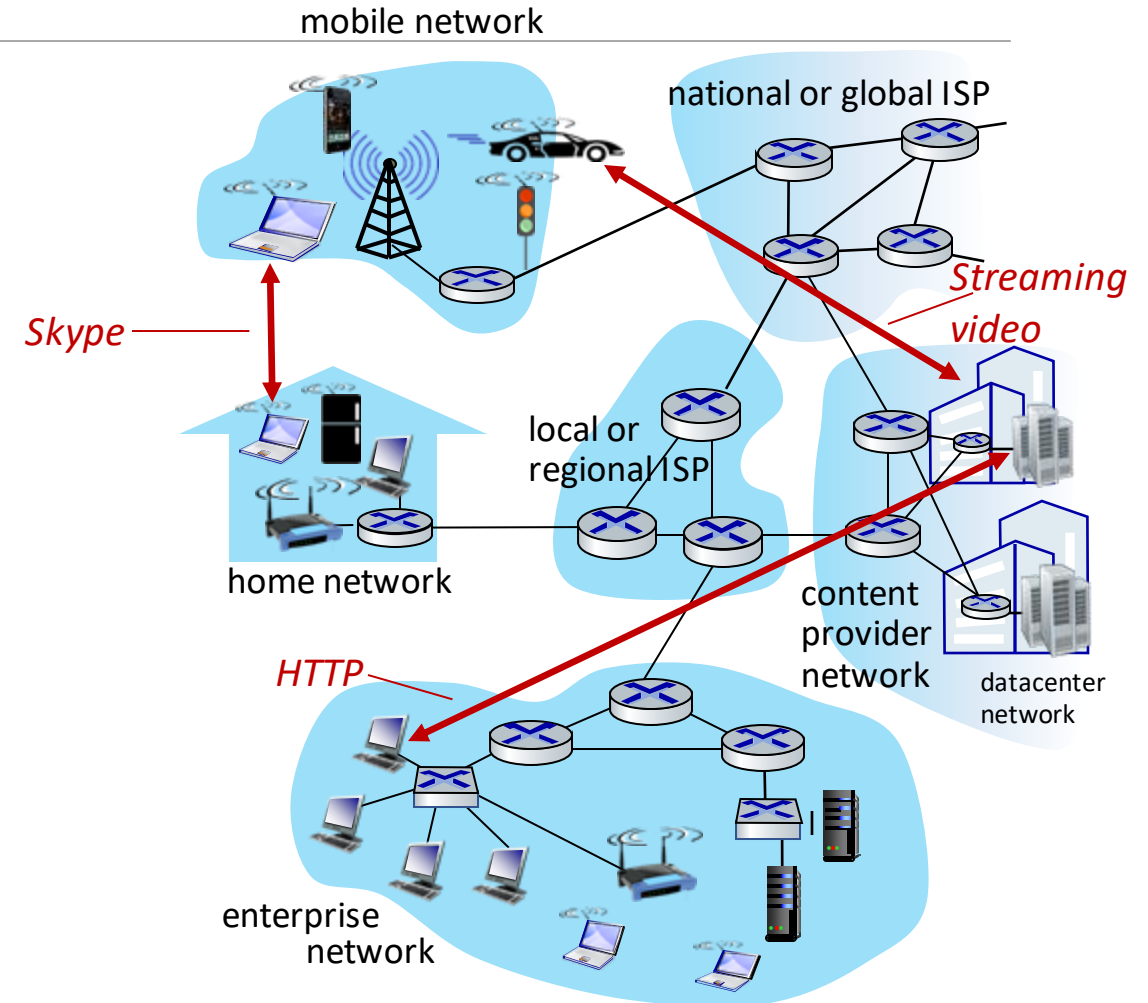 mobile network
national or global ISP
Streaming
video
Skype
local or
regional ISP
home network
content
provider
network
datacenter
network
HTTP
enterprise
network